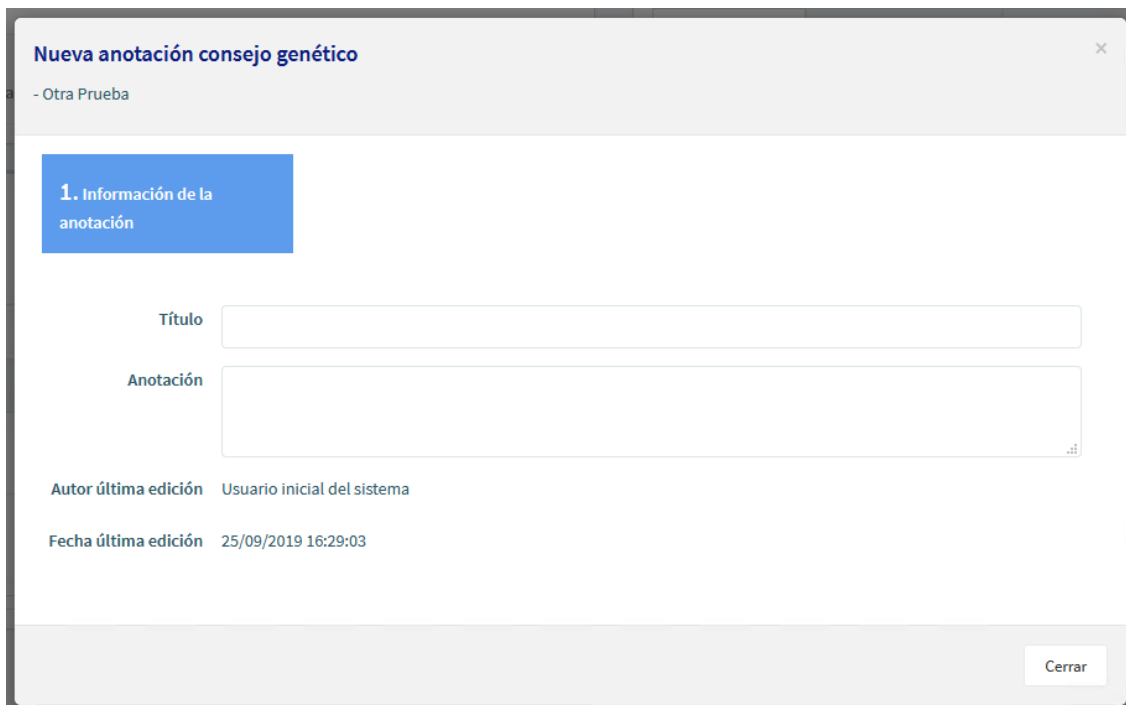 Nueva anotación consejo genético
×
- Otra Prueba
1. Información de la
anotación
Título
Anotación
Autor última edición Usuario inicial del sistema
Fecha última edición 25/09/2019 16:29:03
Cerrar